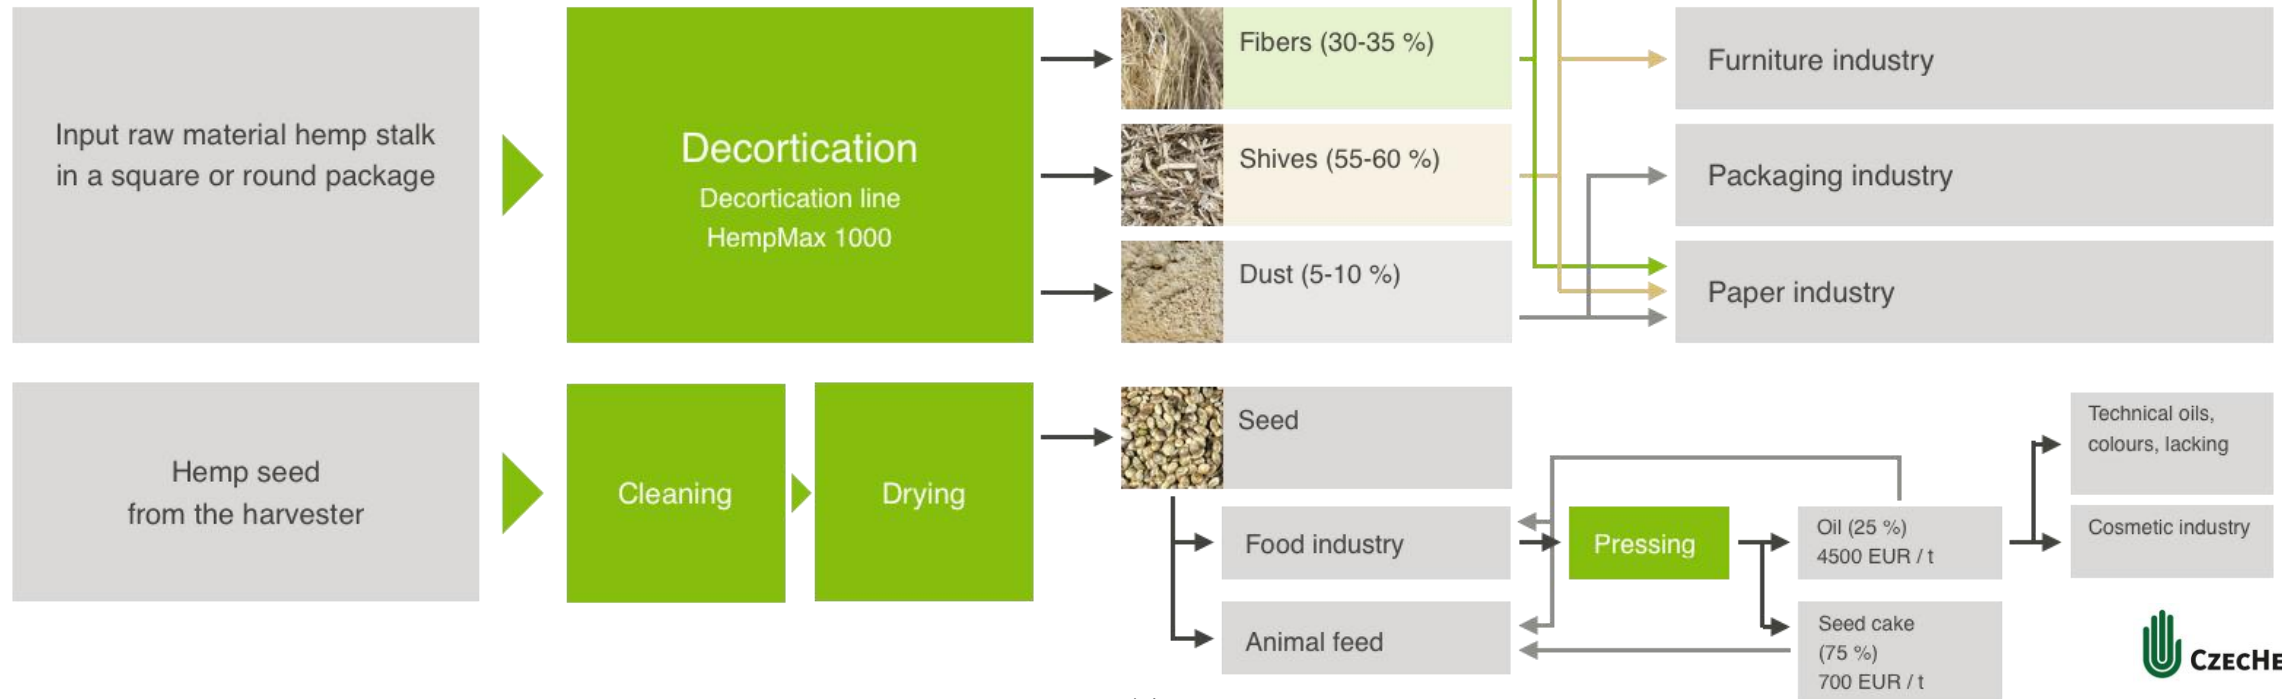 Input raw material hemp stalk
in a square or round package
Decortication
Decortication line
HempMax 1000
Fibers (30-35 %)
Shives (55-60 %)
Dust (5-10 %)
Furniture industry
Packaging industry
Paper industry
Hemp seed
from the harvester
Cleaning
Drying
Seed
Food industry
Animal feed
Pressing
Oil (25 %)
4500 EUR / t
Seed cake
(75 %)
700 EUR / t
Technical oils,
colours, lacking
Cosmetic industry
CZECHE